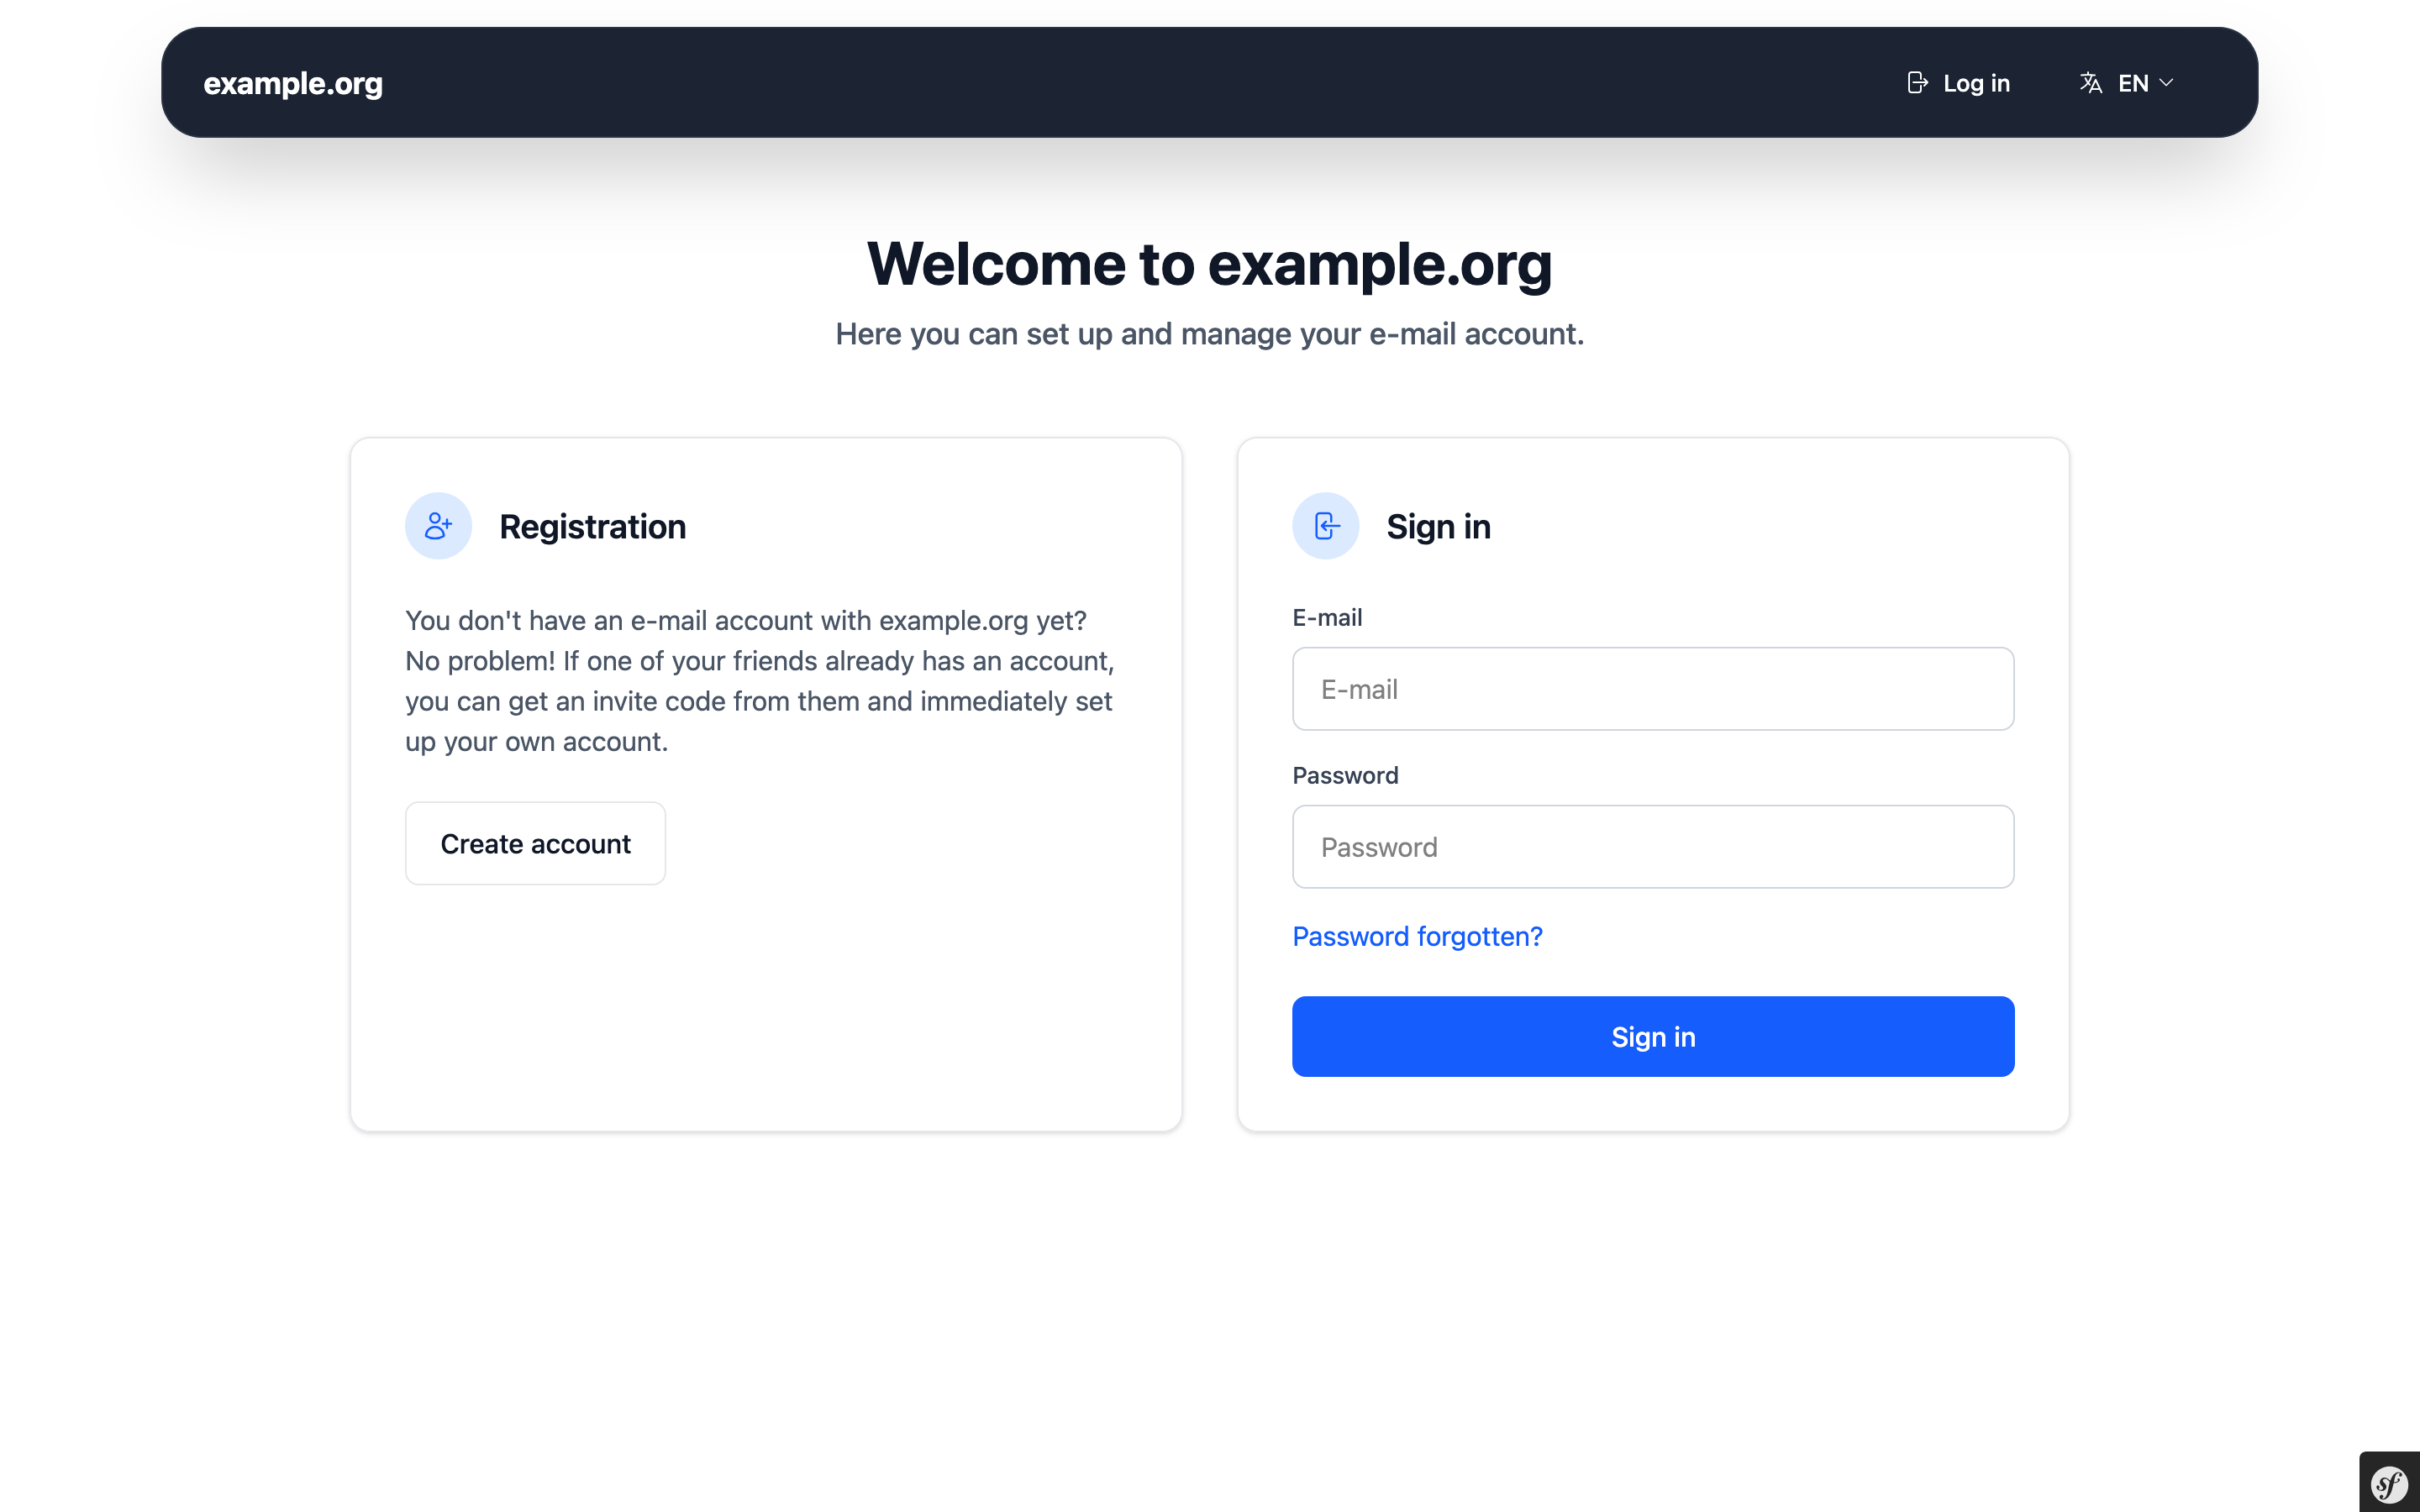 example.org
Log in
EN
Welcome to example.org
Here you can set up and manage your e-mail account.
Registration
You don't have an e-mail account with example.org yet?
No problem! If one of your friends already has an account,
you can get an invite code from them and immediately set
up your own account.
Create account
Sign in
E-mail
E-mail
Password
Password
Password forgotten?
Sign in
sf